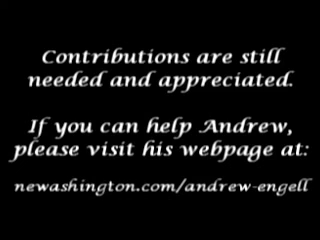 Contributions are still
needed and appreciated.
If you can help Andrew,
please visit his webpage at:
newashington.com/andrew-engell